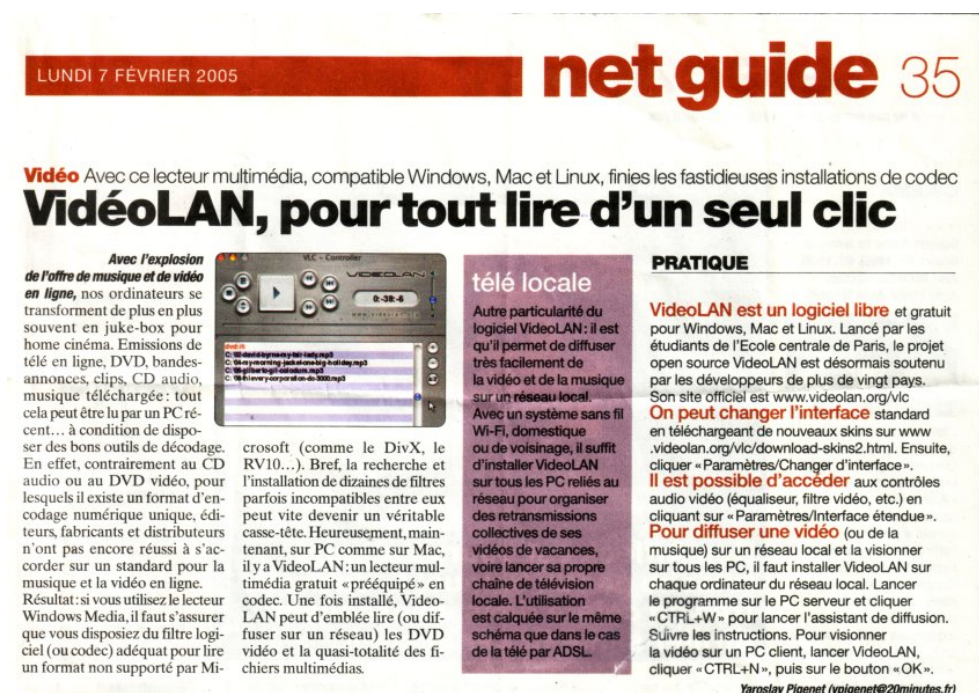 LUNDI 7 FÉVRIER 2005
net guide 35
Vidéo Avec ce lecteur multimédia, compatible Windows, Mac et Linux, finies les fastidieuses installations de codec
VidéoLAN, pour tout lire d'un seul clic
Avec l'explosion
de l'offre de musique et de vidéo
en ligne, nos ordinateurs se
transforment de plus en plus
souvent en juke-box pour
home cinéma. Emissions de
télé en ligne, DVD, bandes-
annonces, clips, CD audio,
musique téléchargée : tout
cela peut être lu par un PC ré-
cent… à condition de dispo-
ser des bons outils de décodage.
En effet, contrairement au CD
audio ou au DVD vidéo, pour
lesquels il existe un format d'en-
codage numérique unique, édi-
teurs, fabricants et distributeurs
n'ont pas encore réussi à s'ac-
corder sur un standard pour la
musique et la vidéo en ligne.
Résultat : si vous utilisez le lecteur
Windows Media, il faut s'assurer
que vous disposiez du filtre logi-
ciel (ou codec) adéquat pour lire
un format non supporté par Mi-
VLC - Controller
VIDEOLAN
0:-38:-6
www.videolan.org
crosoft (comme le DivX, le
RV10…). Bref, la recherche et
l'installation de dizaines de filtres
parfois incompatibles entre eux
peut vite devenir un véritable
casse-tête. Heureusement, main-
tenant, sur PC comme sur Mac,
il y a VideoLAN : un lecteur mul-
timédia gratuit « prééquipé » en
codec. Une fois installé, Video-
LAN peut d'emblée lire (ou dif-
fuser sur un réseau) les DVD
vidéo et la quasi-totalité des fi-
chiers multimédias.
télé locale
Autre particularité du
logiciel VideoLAN : il est
qu'il permet de diffuser
très facilement de
la vidéo et de la musique
sur un réseau local.
Avec un système sans fil
Wi-Fi, domestique
ou de voisinage, il suffit
d'installer VideoLAN
sur tous les PC reliés au
réseau pour organiser
des retransmissions
collectives de ses
vidéos de vacances,
voire lancer sa propre
chaîne de télévision
locale. L'utilisation
est calquée sur le même
schéma que dans le cas
de la télé par ADSL.
PRATIQUE
VideoLAN est un logiciel libre et gratuit
pour Windows, Mac et Linux. Lancé par les
étudiants de l'Ecole centrale de Paris, le projet
open source VideoLAN est désormais soutenu
par les développeurs de plus de vingt pays.
Son site officiel est www.videolan.org/vlc
On peut changer l'interface standard
en téléchargeant de nouveaux skins sur www
.videolan.org/vlc/download-skins2.html. Ensuite,
cliquer « Paramètres/Changer d'interface ».
Il est possible d'accéder aux contrôles
audio vidéo (équaliseur, filtre vidéo, etc.) en
cliquant sur « Paramètres/Interface étendue ».
Pour diffuser une vidéo (ou de la
musique) sur un réseau local et la visionner
sur tous les PC, il faut installer VideoLAN sur
chaque ordinateur du réseau local. Lancer
le programme sur le PC serveur et cliquer
« CTRL+W » pour lancer l'assistant de diffusion.
Suivre les instructions. Pour visionner
la vidéo sur un PC client, lancer VideoLAN,
cliquer « CTRL+N », puis sur le bouton « OK ».
Yaroslav Pigenet (ypigenet@20minutes.fr)